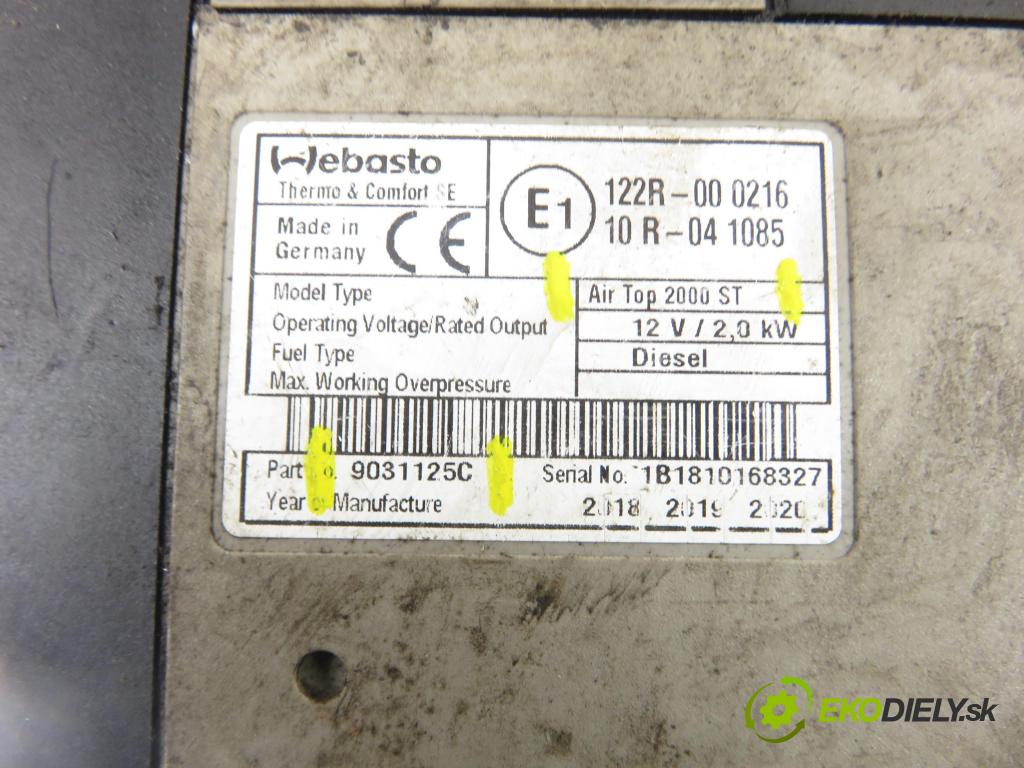 Webasto
Thermo & Comfort SE
Made in
Germany
CE
E1
122R-00 0216
10 R-04 1085
Model Type
Air Top 2000 ST
Operating Voltage/Rated Output
12 V / 2,0 kW
Fuel Type
Diesel
Max. Working Overpressure
Part No. 9031125C
Serial No. 1B1810168327
Year of Manufacture
2018 2019 2020
EKODIELY.sk